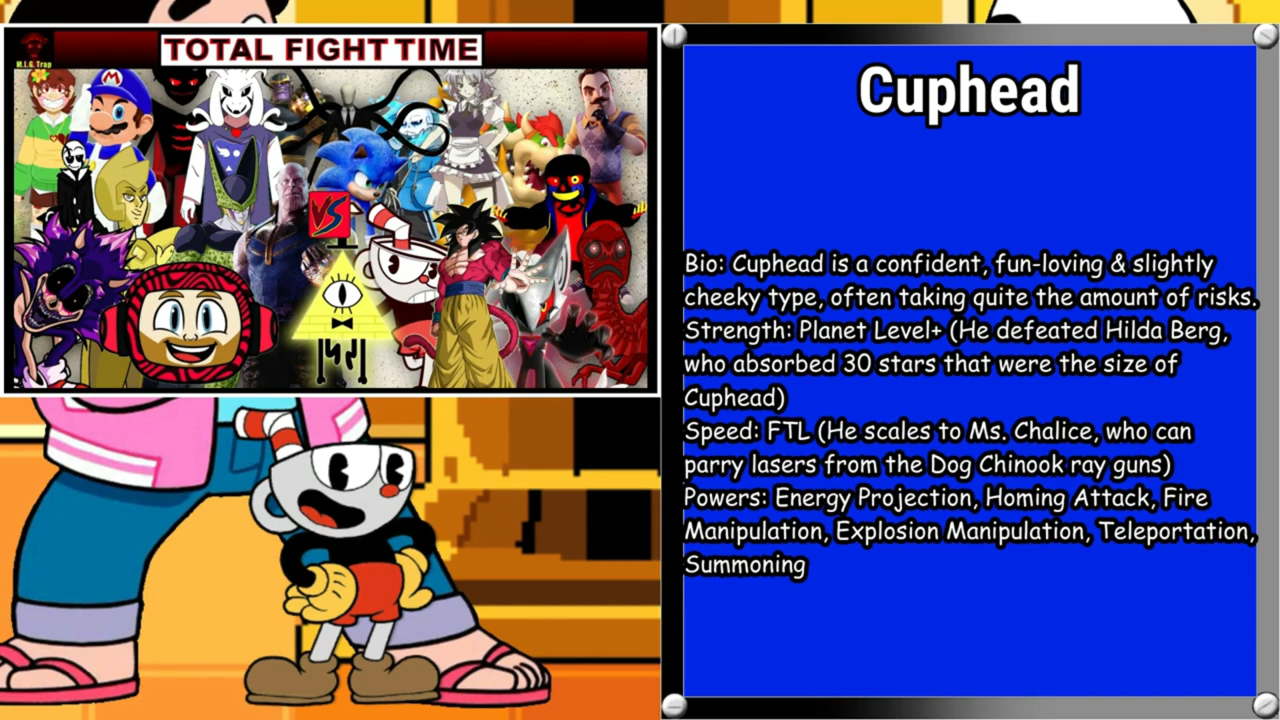 TOTAL FIGHT TIME
M.I.G. Trap
M
VS
Cuphead
Bio: Cuphead is a confident, fun-loving & slightly
cheeky type, often taking quite the amount of risks.
Strength: Planet Level+ (He defeated Hilda Berg,
who absorbed 30 stars that were the size of
Cuphead)
Speed: FTL (He scales to Ms. Chalice, who can
parry lasers from the Dog Chinook ray guns)
Powers: Energy Projection, Homing Attack, Fire
Manipulation, Explosion Manipulation, Teleportation,
Summoning